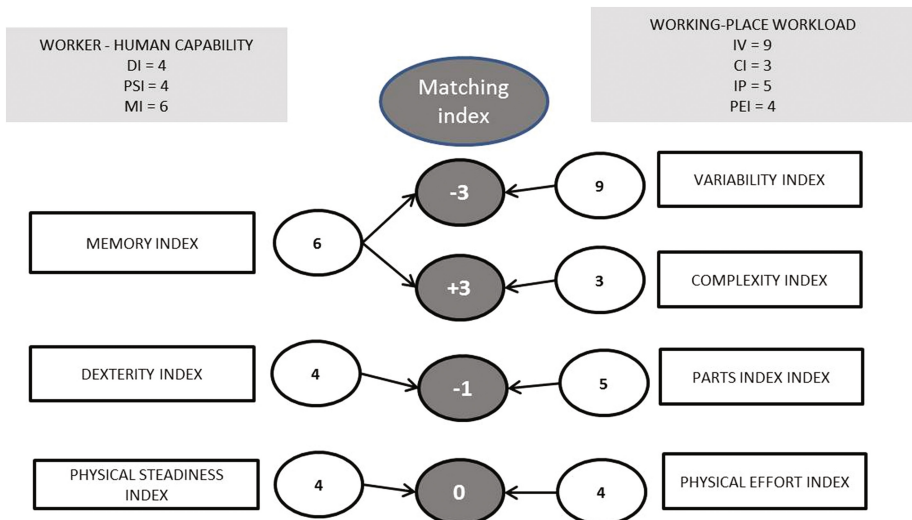 WORKER - HUMAN CAPABILITY
DI = 4
PSI = 4
MI = 6
WORKING-PLACE WORKLOAD
IV = 9
CI = 3
IP = 5
PEI = 4
Matching
index
-3
9
VARIABILITY INDEX
MEMORY INDEX
6
+3
3
COMPLEXITY INDEX
DEXTERITY INDEX
4
-1
5
PARTS INDEX INDEX
PHYSICAL STEADINESS
INDEX
4
0
4
PHYSICAL EFFORT INDEX